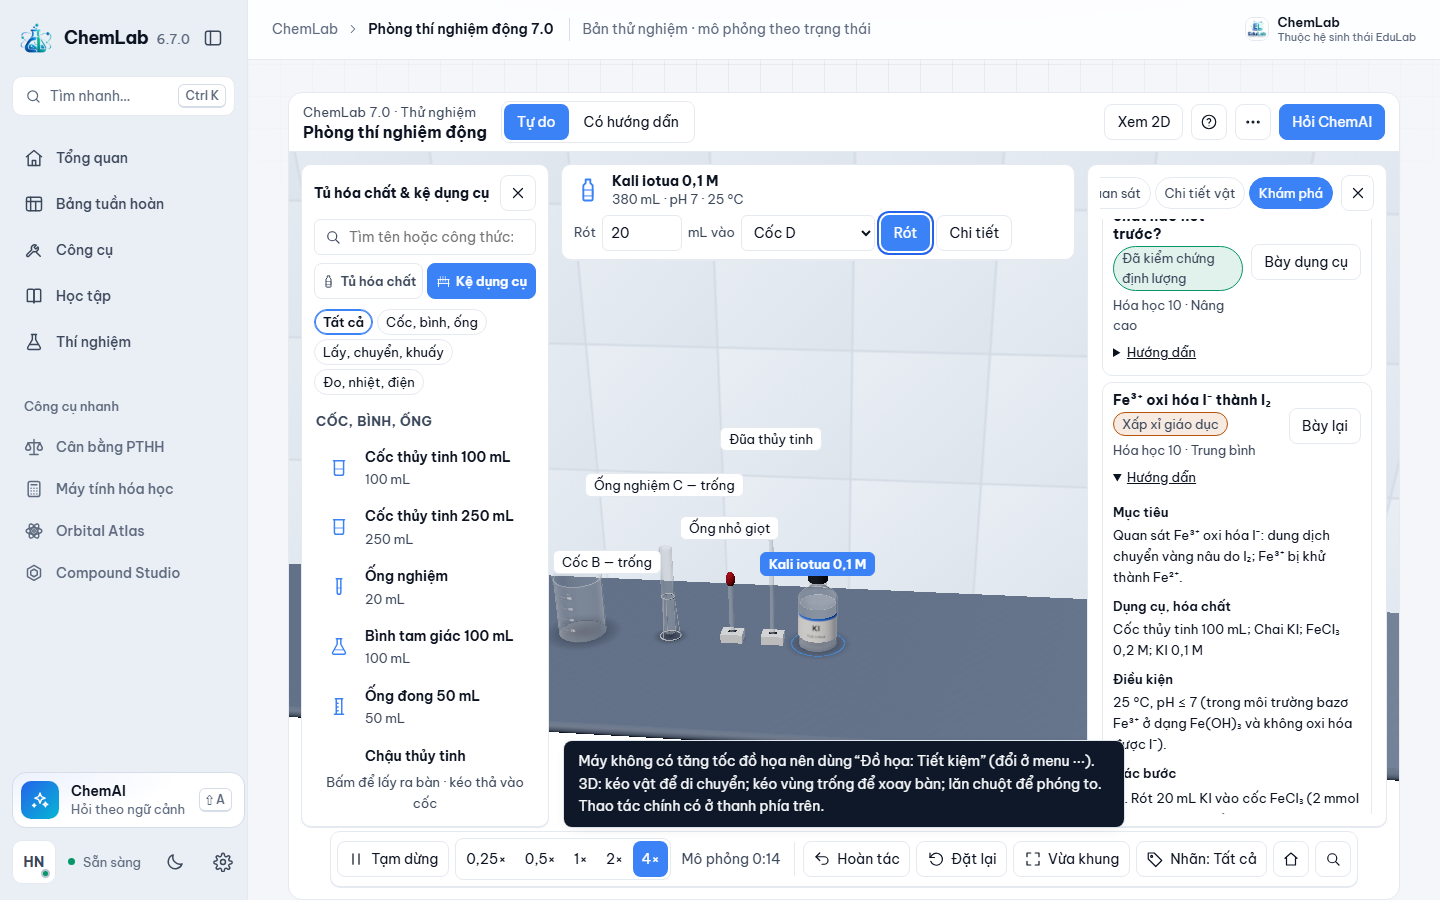 ChemLab 6.7.0
Tìm nhanh... Ctrl K
Tổng quan
Bảng tuần hoàn
Công cụ
Học tập
Thí nghiệm
Công cụ nhanh
Cân bằng PTHH
Máy tính hóa học
Orbital Atlas
Compound Studio
ChemAI
Hỏi theo ngữ cảnh
⇧A
HN
Sẵn sàng
ChemLab > Phòng thí nghiệm động 7.0 Bản thử nghiệm · mô phỏng theo trạng thái
ChemLab
Thuộc hệ sinh thái EduLab
ChemLab 7.0 · Thử nghiệm
Phòng thí nghiệm động
Tự do Có hướng dẫn
Xem 2D
Hỏi ChemAI
Tủ hóa chất & kệ dụng cụ
Tìm tên hoặc công thức:
Tủ hóa chất Kệ dụng cụ
Tất cả Cốc, bình, ống
Lấy, chuyển, khuấy
Đo, nhiệt, điện
CỐC, BÌNH, ỐNG
Cốc thủy tinh 100 mL
100 mL
Cốc thủy tinh 250 mL
250 mL
Ống nghiệm
20 mL
Bình tam giác 100 mL
100 mL
Ống đong 50 mL
50 mL
Chậu thủy tinh
Bấm để lấy ra bàn · kéo thả vào
cốc
Kali iotua 0,1 M
380 mL · pH 7 · 25 °C
Rót 20 mL vào Cốc D Rót Chi tiết
Đũa thủy tinh
Ống nghiệm C — trống
Ống nhỏ giọt
Cốc B — trống
Kali iotua 0,1 M
KI
Máy không có tăng tốc đồ họa nên dùng “Đồ họa: Tiết kiệm” (đổi ở menu ···).
3D: kéo vật để di chuyển; kéo vùng trống để xoay bàn; lăn chuột để phóng to.
Thao tác chính có ở thanh phía trên.
sát Chi tiết vật Khám phá
trước?
Đã kiểm chứng
định lượng
Bày dụng cụ
Hóa học 10 · Nâng
cao
Hướng dẫn
Fe³⁺ oxi hóa I⁻ thành I₂
Xấp xỉ giáo dục
Bày lại
Hóa học 10 · Trung bình
Hướng dẫn
Mục tiêu
Quan sát Fe³⁺ oxi hóa I⁻: dung dịch
chuyển vàng nâu do I₂; Fe³⁺ bị khử
thành Fe²⁺.
Dụng cụ, hóa chất
Cốc thủy tinh 100 mL; Chai KI; FeCl₃
0,2 M; KI 0,1 M
Điều kiện
25 °C, pH ≤ 7 (trong môi trường bazơ
Fe³⁺ ở dạng Fe(OH)₃ và không oxi hóa
được I⁻).
Các bước
. Rót 20 mL KI vào cốc FeCl₃ (2 mmol
Tạm dừng
0,25× 0,5× 1× 2× 4×
Mô phỏng 0:14
Hoàn tác
Đặt lại
Vừa khung
Nhãn: Tất cả